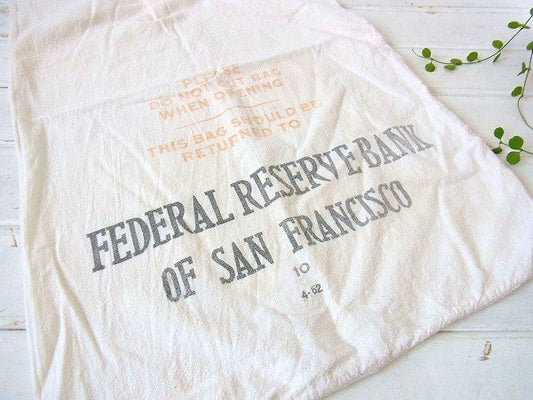 PLEASE
DO NOT CUT BAG
WHEN OPENING
THIS BAG SHOULD BE
RETURNED TO
FEDERAL RESERVE BANK
OF SAN FRANCISCO
10
4-62